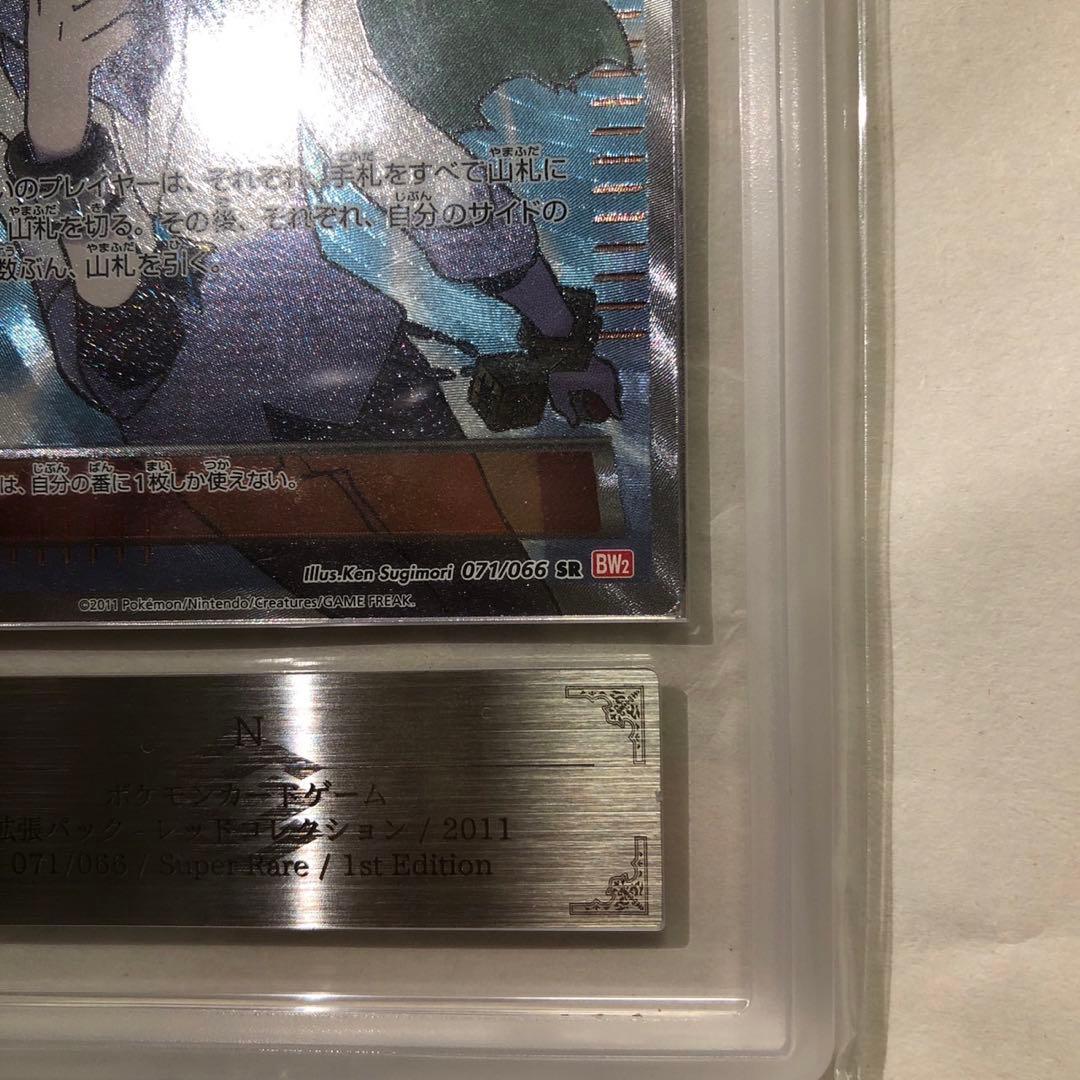 いのプレイヤーは、それぞれ、手札をすべて山札に
山札を切る。その後、それぞれ、自分のサイドの
数ぶん、山札を引く。
は、自分の番に1枚しか使えない。
Illus.Ken Sugimori 071/066 SR BW2
©2011 Pokémon/Nintendo/Creatures/GAME FREAK.
N
ポケモンカードゲーム
拡張パック - レッドコレクション / 2011
071/066 / Super Rare / 1st Edition